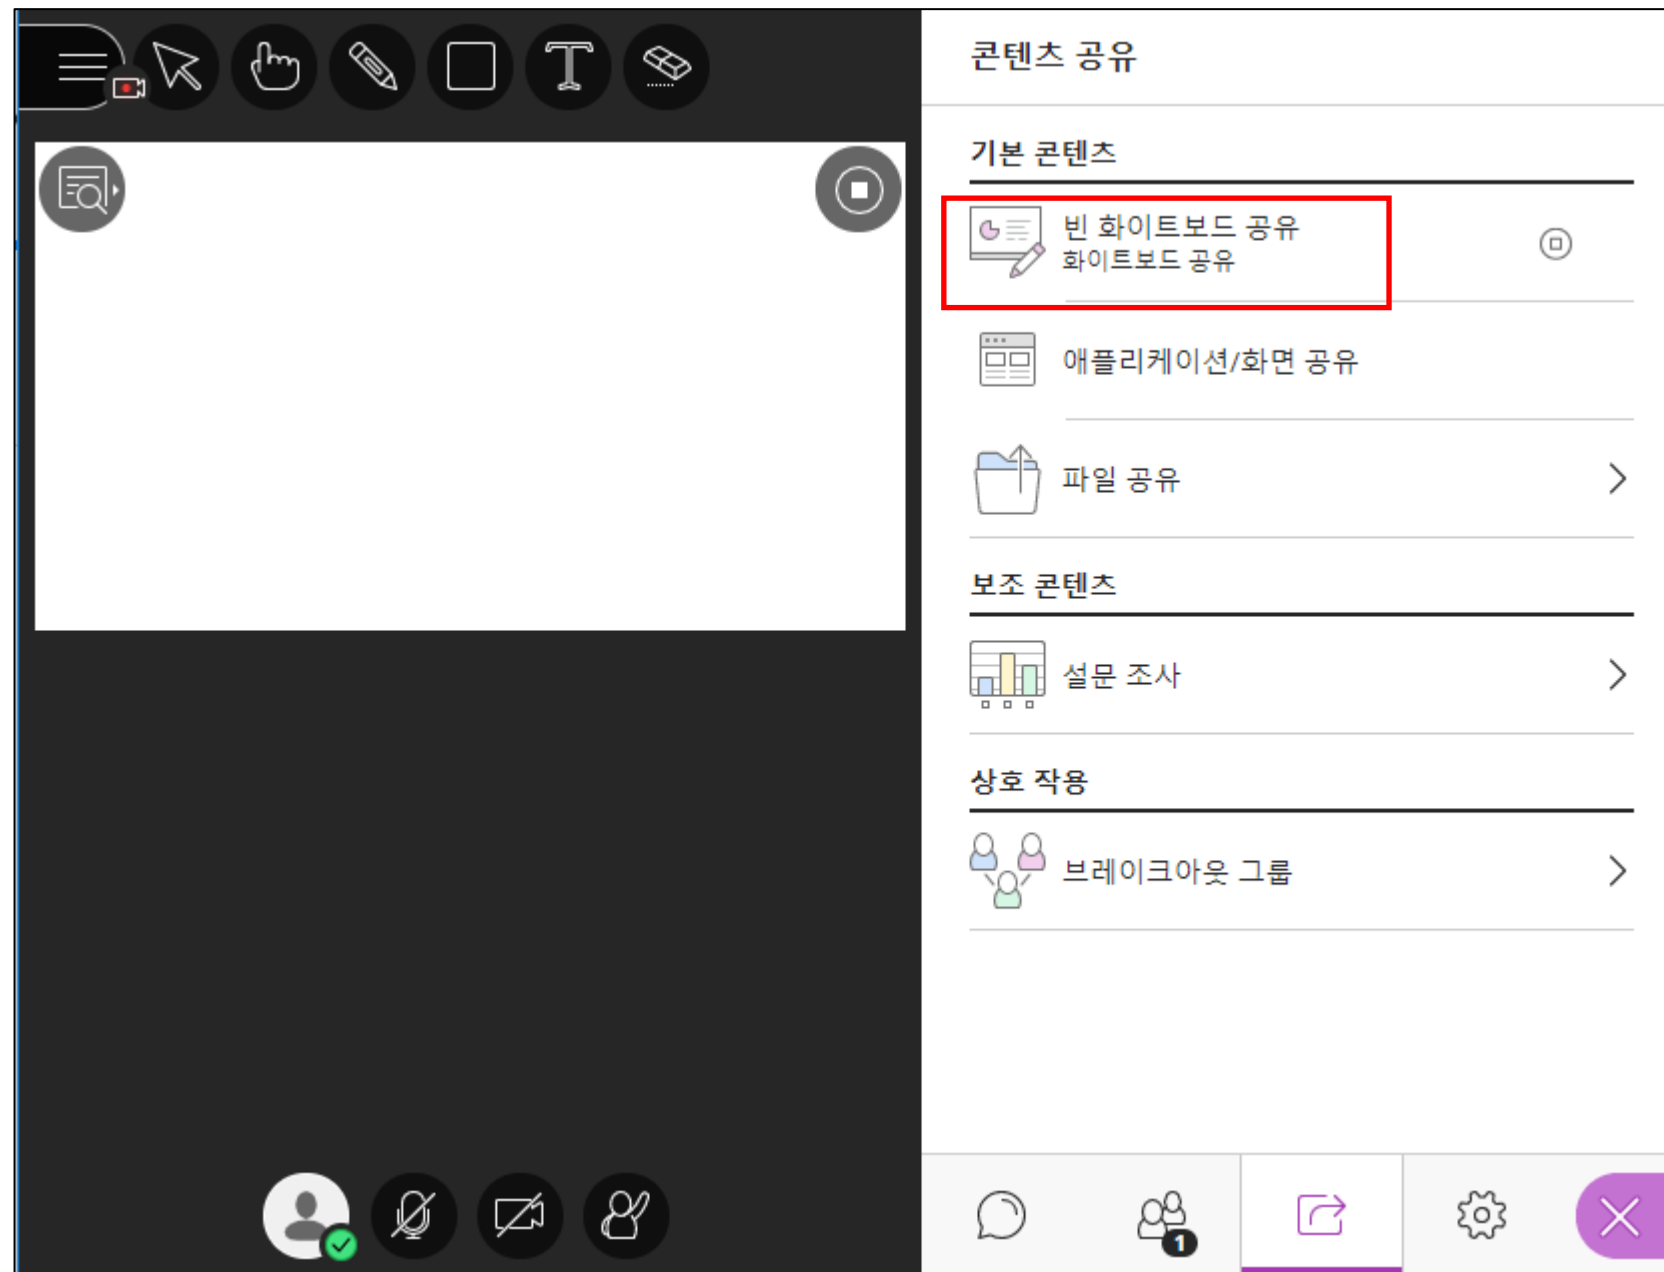 콘텐츠 공유
기본 콘텐츠
빈 화이트보드 공유
화이트보드 공유
애플리케이션/화면 공유
파일 공유
보조 콘텐츠
설문 조사
상호 작용
브레이크아웃 그룹
1